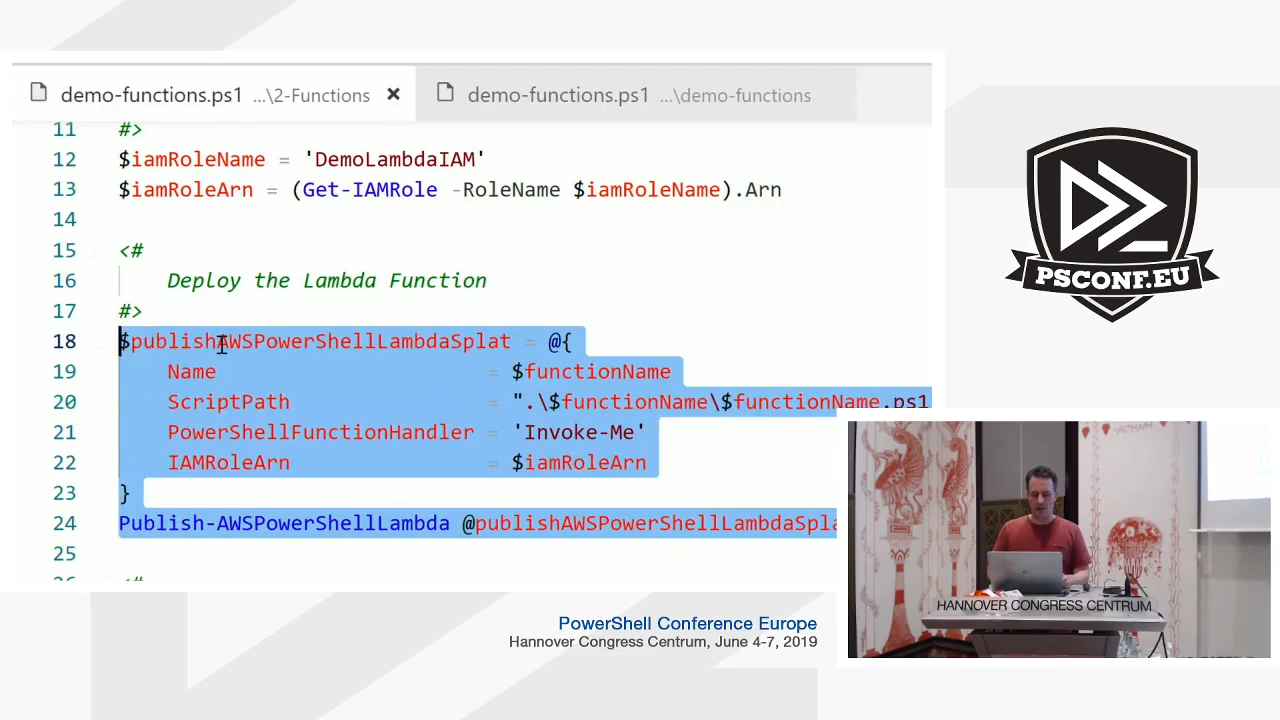 demo-functions.ps1 ...\2-Functions
demo-functions.ps1 ...\demo-functions
11 #>
12 $iamRoleName = 'DemoLambdaIAM'
13 $iamRoleArn = (Get-IAMRole -RoleName $iamRoleName).Arn
14
15 <#
16 Deploy the Lambda Function
17 #>
18 $publishAWSPowerShellLambdaSplat = @{
19 Name = $functionName
20 ScriptPath = ".\$functionName\$functionName.ps1
21 PowerShellFunctionHandler = 'Invoke-Me'
22 IAMRoleArn = $iamRoleArn
23 }
24 Publish-AWSPowerShellLambda @publishAWSPowerShellLambdaSpla
25
PSCONF.EU
HANNOVER CONGRESS CENTRUM
PowerShell Conference Europe
Hannover Congress Centrum, June 4-7, 2019